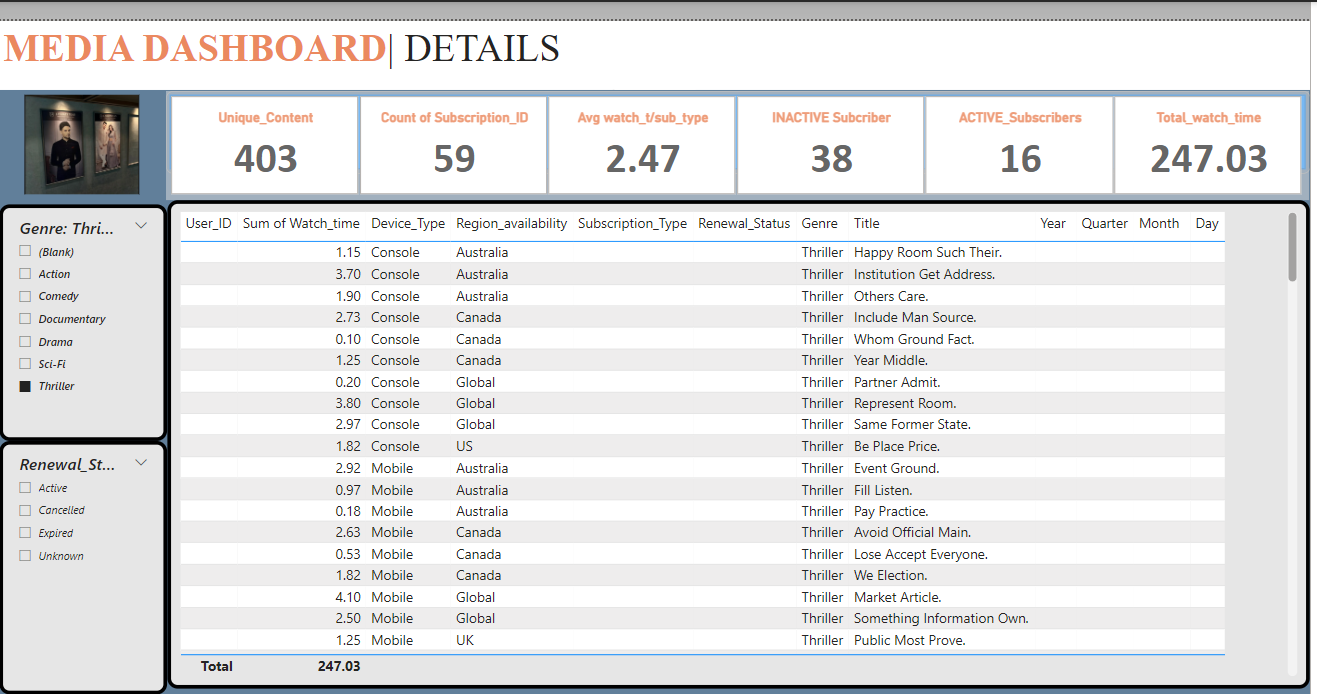 MEDIA DASHBOARD| DETAILS
Unique_Content Count of Subscription_ID Avg watch_t/sub_type INACTIVE Subcriber ACTIVE_Subscribers Total_watch_time
403 59 2.47 38 16 247.03
Genre: Thri...
(Blank)
Action
Comedy
Documentary
Drama
Sci-Fi
Thriller
Renewal_St...
Active
Cancelled
Expired
Unknown
User_ID Sum of Watch_time Device_Type Region_availability Subscription_Type Renewal_Status Genre Title Year Quarter Month Day
1.15 Console Australia Thriller Happy Room Such Their.
3.70 Console Australia Thriller Institution Get Address.
1.90 Console Australia Thriller Others Care.
2.73 Console Canada Thriller Include Man Source.
0.10 Console Canada Thriller Whom Ground Fact.
1.25 Console Canada Thriller Year Middle.
0.20 Console Global Thriller Partner Admit.
3.80 Console Global Thriller Represent Room.
2.97 Console Global Thriller Same Former State.
1.82 Console US Thriller Be Place Price.
2.92 Mobile Australia Thriller Event Ground.
0.97 Mobile Australia Thriller Fill Listen.
0.18 Mobile Australia Thriller Pay Practice.
2.63 Mobile Canada Thriller Avoid Official Main.
0.53 Mobile Canada Thriller Lose Accept Everyone.
1.82 Mobile Canada Thriller We Election.
4.10 Mobile Global Thriller Market Article.
2.50 Mobile Global Thriller Something Information Own.
1.25 Mobile UK Thriller Public Most Prove.
Total 247.03